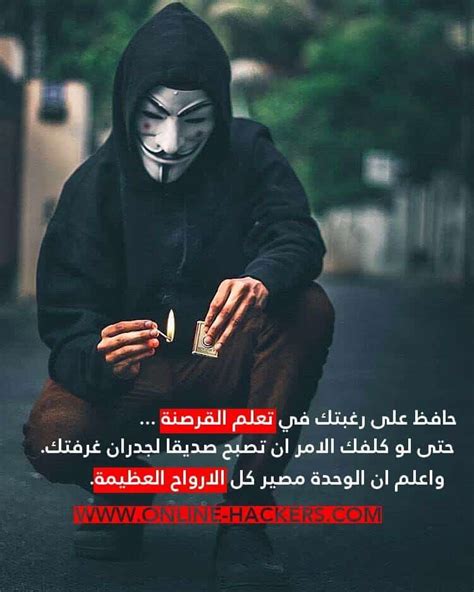 حافظ على رغبتك في تعلم القرصنة ...
حتى لو كلفك الامر ان تصبح صديقا لجدران غرفتك.
واعلم ان الوحدة مصير كل الارواح العظيمة.
WWW.ONLINE-HACKERS.COM